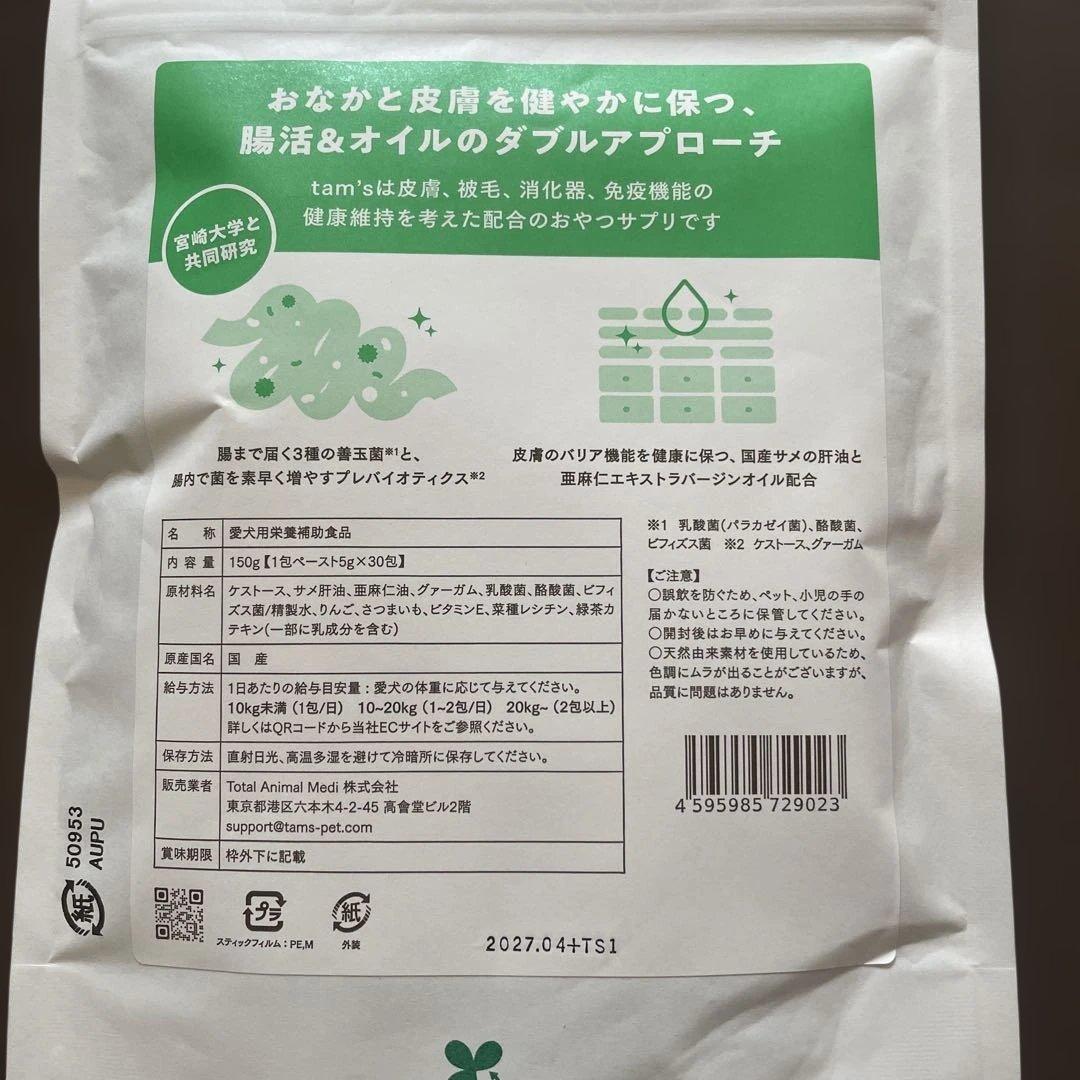 おなかと皮膚を健やかに保つ、
腸活&オイルのダブルアプローチ
tam'sは皮膚、被毛、消化器、免疫機能の
健康維持を考えた配合のおやつサプリです
宮崎大学と
共同研究
腸まで届く3種の善玉菌※1と、
腸内で菌を素早く増やすプレバイオティクス※2
皮膚のバリア機能を健康に保つ、国産サメの肝油と
亜麻仁エキストラバージンオイル配合
名 称 愛犬用栄養補助食品
内容量 150g【1包ペースト5g×30包】
原材料名 ケストース、サメ肝油、亜麻仁油、グァーガム、乳酸菌、酪酸菌、ビフィ
ズス菌/精製水、りんご、さつまいも、ビタミンE、菜種レシチン、緑茶カ
テキン(一部に乳成分を含む)
原産国名 国 産
給与方法 1日あたりの給与目安量：愛犬の体重に応じて与えてください。
10kg未満（1包/日） 10~20kg（1~2包/日） 20kg~（2包以上）
詳しくはQRコードから当社ECサイトをご参照ください。
保存方法 直射日光、高温多湿を避けて冷暗所に保存してください。
販売業者 Total Animal Medi 株式会社
東京都港区六本木4-2-45 高會堂ビル2階
support@tams-pet.com
賞味期限 枠外下に記載
※1 乳酸菌(パラカゼイ菌)、酪酸菌、
ビフィズス菌 ※2 ケストース、グァーガム
【ご注意】
○誤飲を防ぐため、ペット、小児の手の
届かないところに保管してください。
○開封後はお早めに与えてください。
○天然由来素材を使用しているため、
色調にムラが出ることがございますが、
品質に問題はありません。
4 595985 729023
50953
AUPU
紙
プラ
スティックフィルム：PE,M
紙
外装
2027.04+TS1